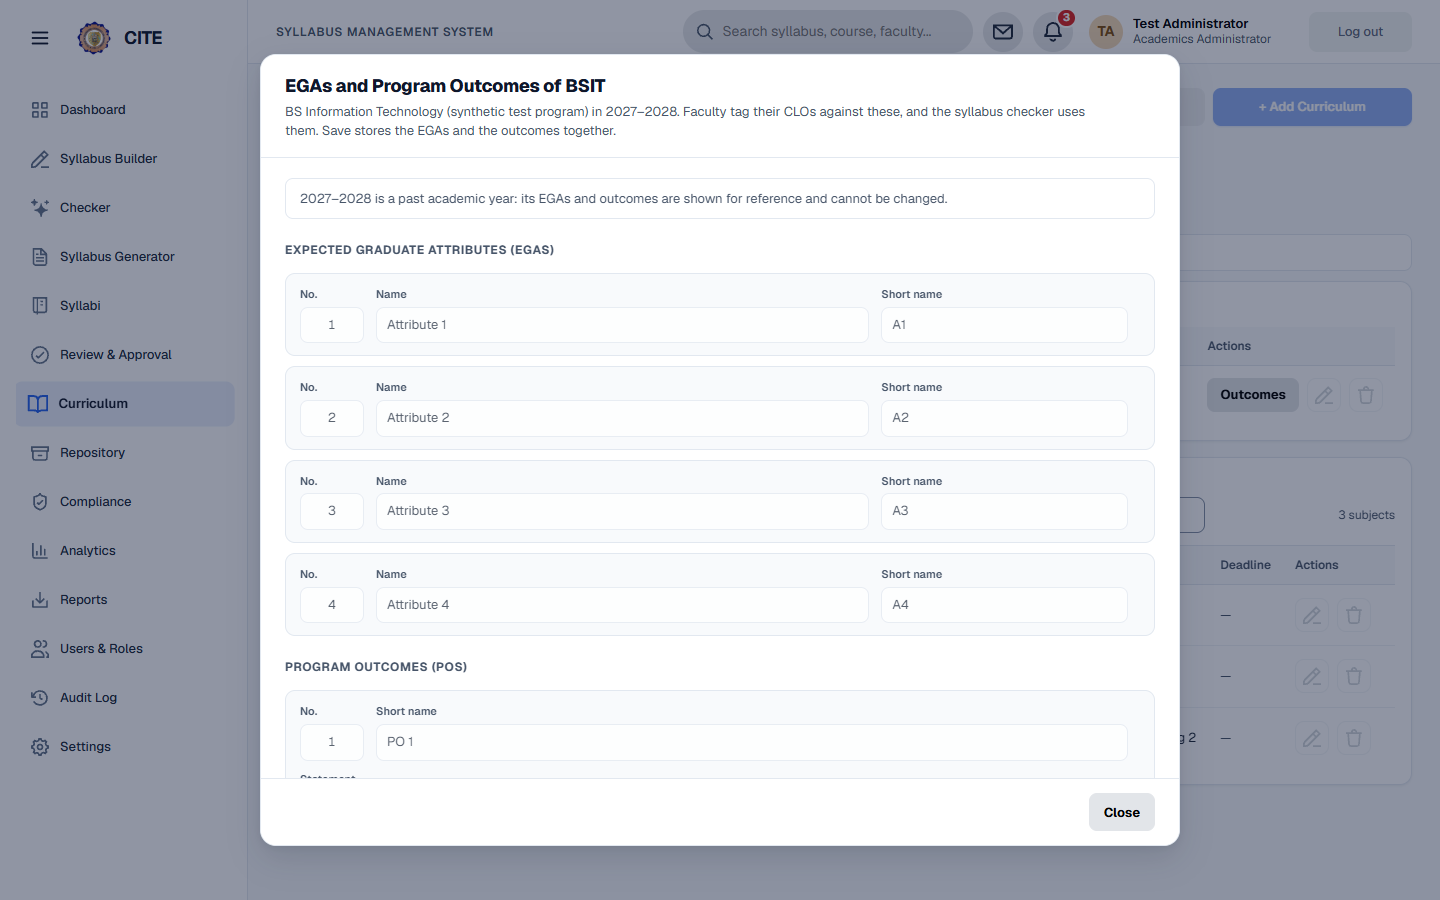 CITE
SYLLABUS MANAGEMENT SYSTEM
Search syllabus, course, faculty...
3
TA
Test Administrator
Academics Administrator
Log out
Dashboard
Syllabus Builder
Checker
Syllabus Generator
Syllabi
Review & Approval
Curriculum
Repository
Compliance
Analytics
Reports
Users & Roles
Audit Log
Settings
+ Add Curriculum
EGAs and Program Outcomes of BSIT
BS Information Technology (synthetic test program) in 2027–2028. Faculty tag their CLOs against these, and the syllabus checker uses
them. Save stores the EGAs and the outcomes together.
2027–2028 is a past academic year: its EGAs and outcomes are shown for reference and cannot be changed.
EXPECTED GRADUATE ATTRIBUTES (EGAS)
No. Name Short name
1 Attribute 1 A1
No. Name Short name
2 Attribute 2 A2
No. Name Short name
3 Attribute 3 A3
No. Name Short name
4 Attribute 4 A4
PROGRAM OUTCOMES (POS)
No. Short name
1 PO 1
Statement
Close
Actions
Outcomes
3 subjects
Deadline Actions
—
—
g 2 —